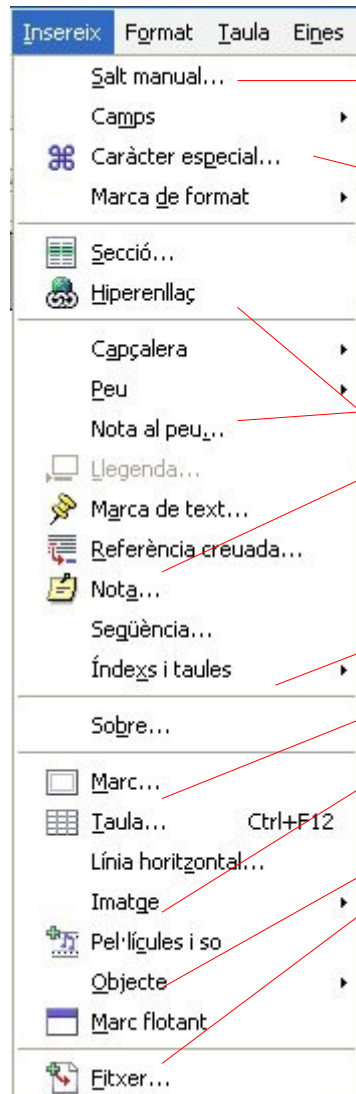 Insereix Format Taula Eines
Salt manual...
Camps
Caràcter especial...
Marca de format
Secció...
Hiperenllaç
Capçalera
Peu
Nota al peu...
Llegenda...
Marca de text...
Referència creuada...
Nota...
Seqüència...
Índexs i taules
Sobre...
Marc...
Taula... Ctrl+F12
Línia horitzontal...
Imatge
Pel·lícules i so
Objecte
Marc flotant
Fitxer...